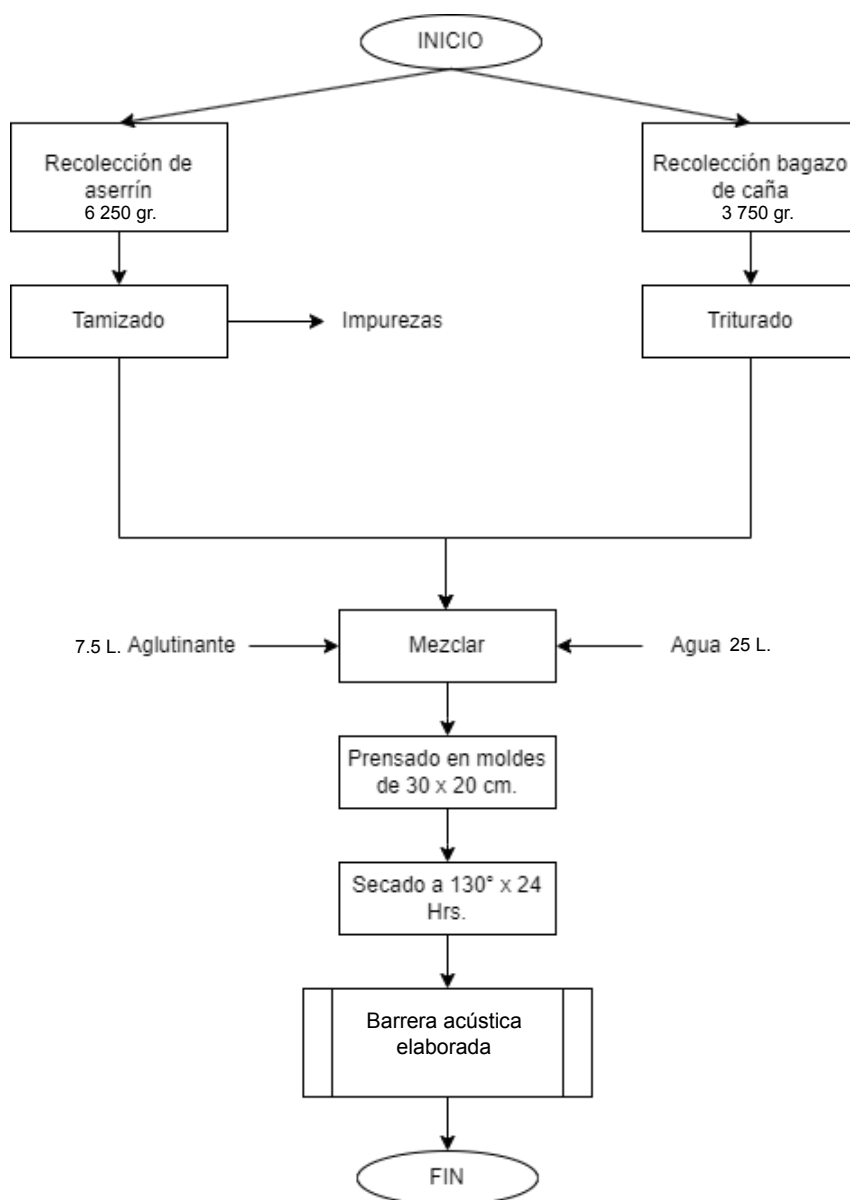 INICIO
Recolección de
aserrín
6 250 gr.
Recolección bagazo
de caña
3 750 gr.
Tamizado
Impurezas
Triturado
7.5 L. Aglutinante
Mezclar
Agua 25 L.
Prensado en moldes
de 30 x 20 cm.
Secado a 130° x 24
Hrs.
Barrera acústica
elaborada
FIN